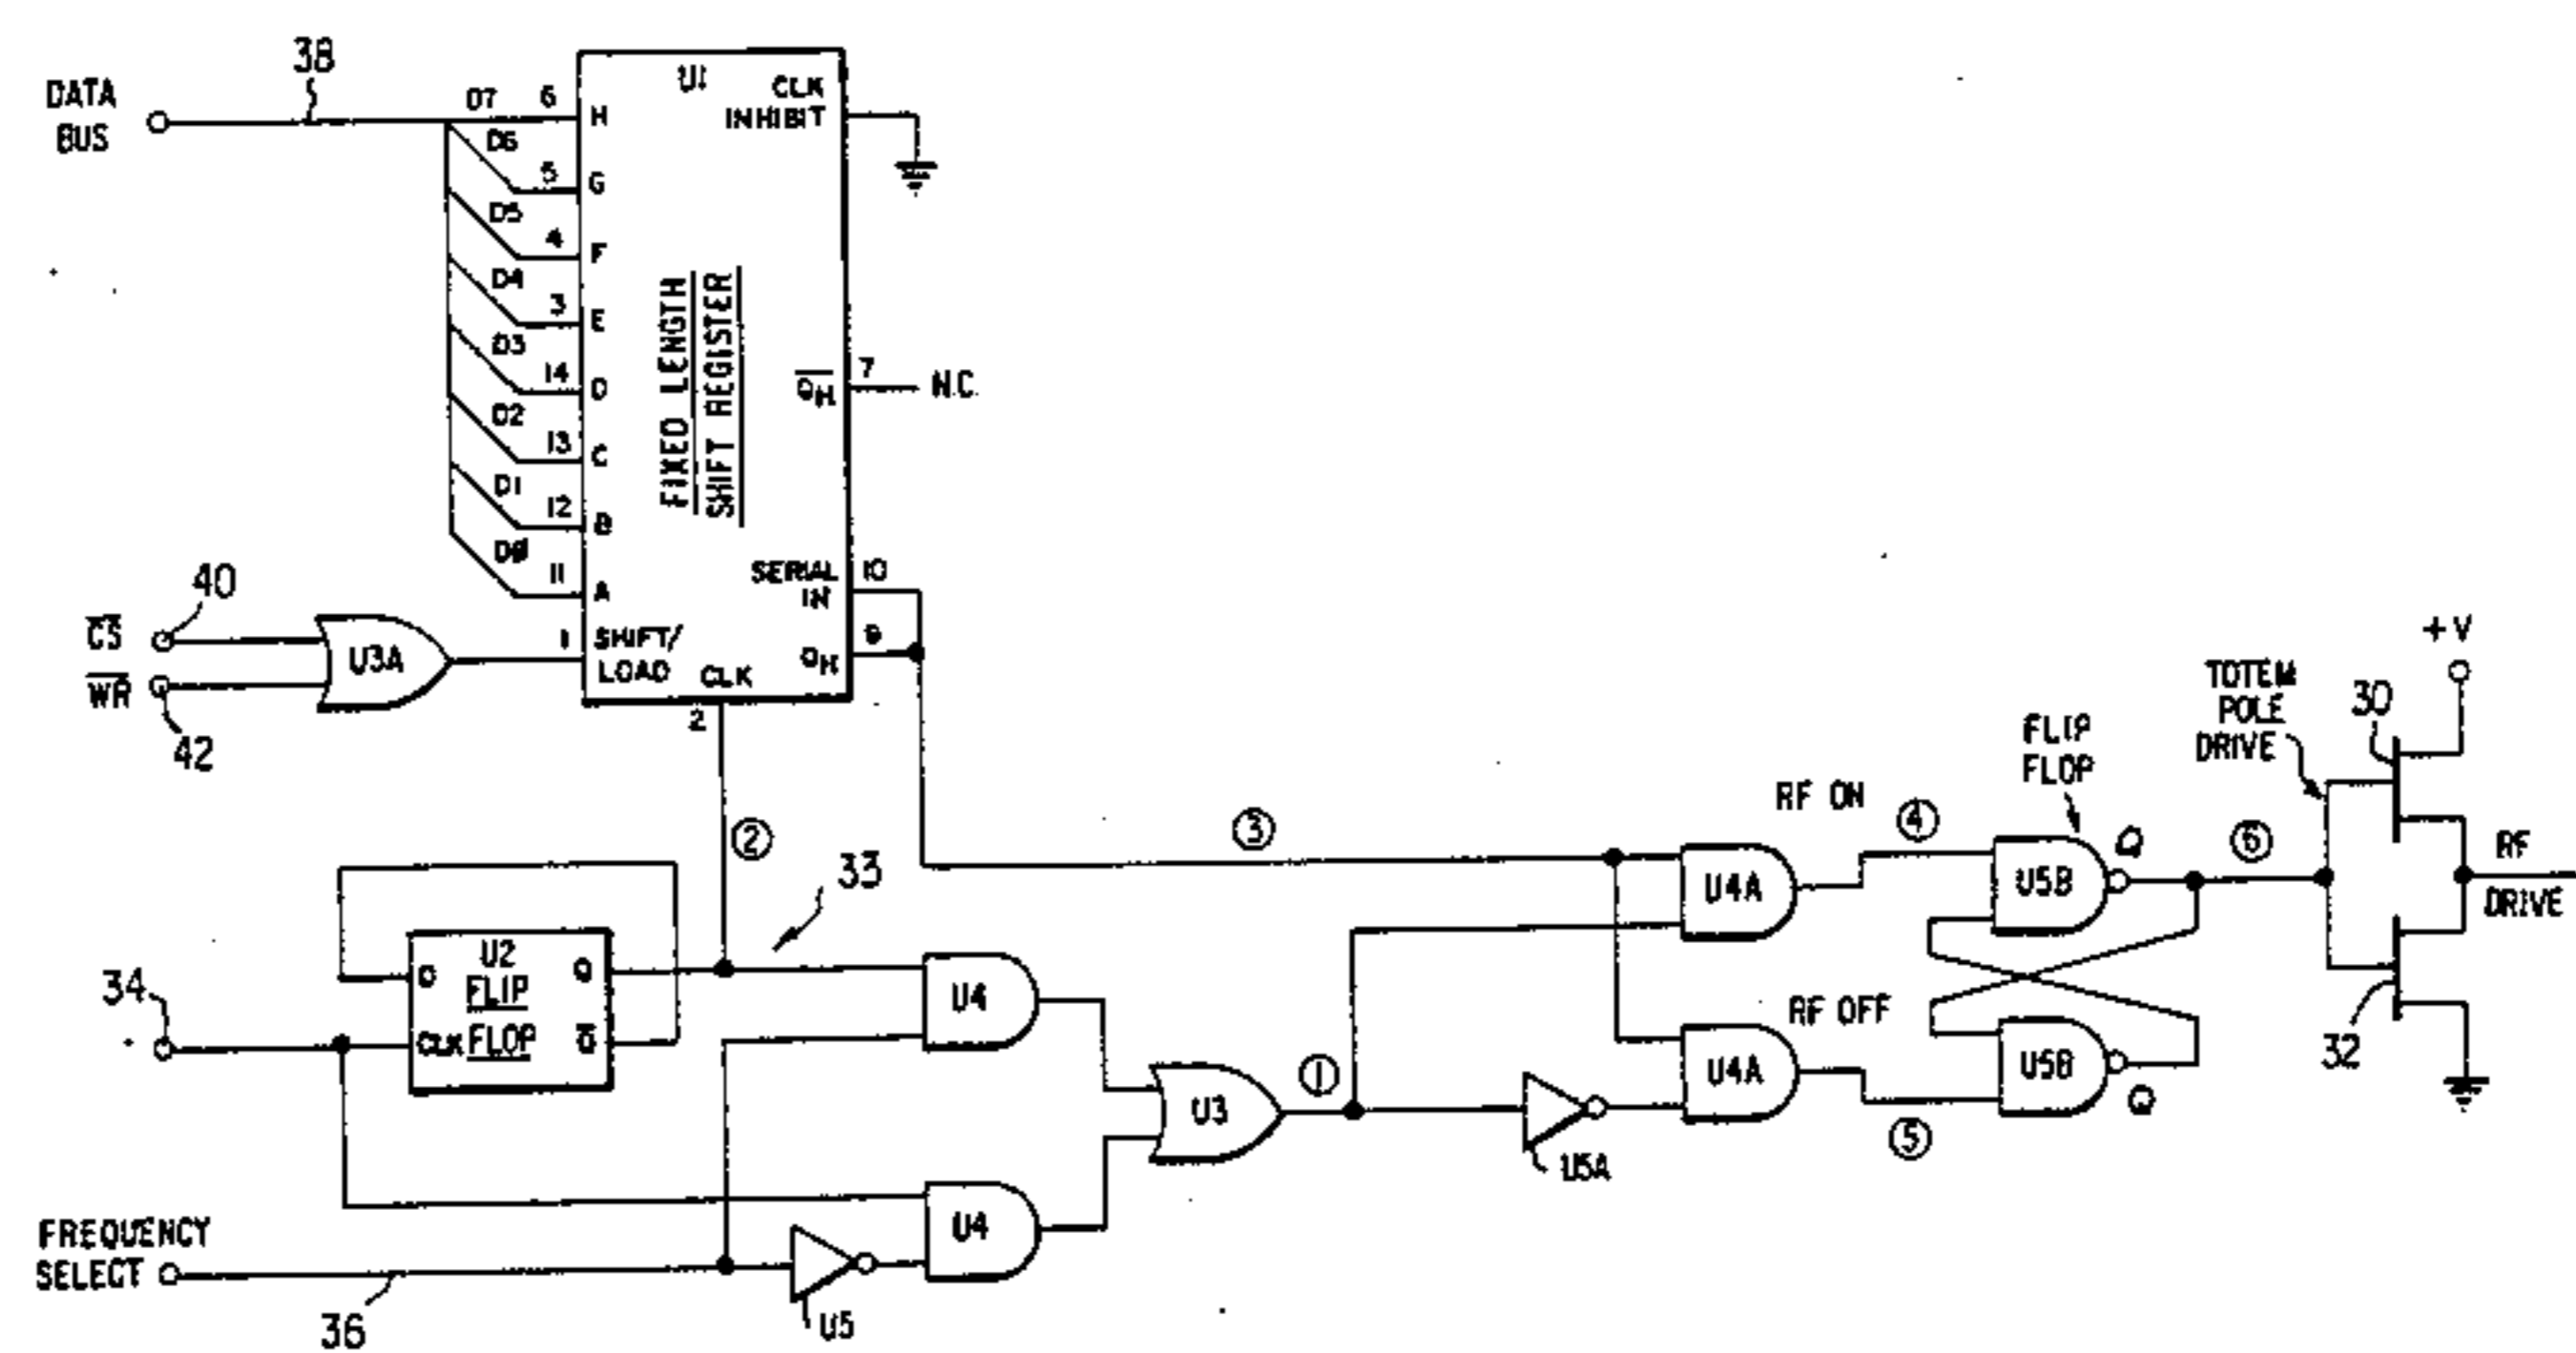 38
DATA
BUS
D7
6
H
D6
5
G
D5
4
F
D4
3
E
D3
14
D
D2
13
C
D1
12
B
D0
11
A
U1
CLK
INHIBIT
FIXED LENGTH
SHIFT REGISTER
QH
7
N.C.
SERIAL
IN
10
QH
9
SHIFT/
LOAD
1
CLK
2
CS
40
WR
42
U3A
2
33
3
34
U2
FLIP
FLOP
D
Q
CLK
Q
U4
U4
U3
1
FREQUENCY
SELECT
36
U5
U5A
RF ON
4
U4A
RF OFF
U4A
5
FLIP
FLOP
U5B
Q
U5B
Q
6
TOTEM
POLE
DRIVE
30
+V
32
RF
DRIVE